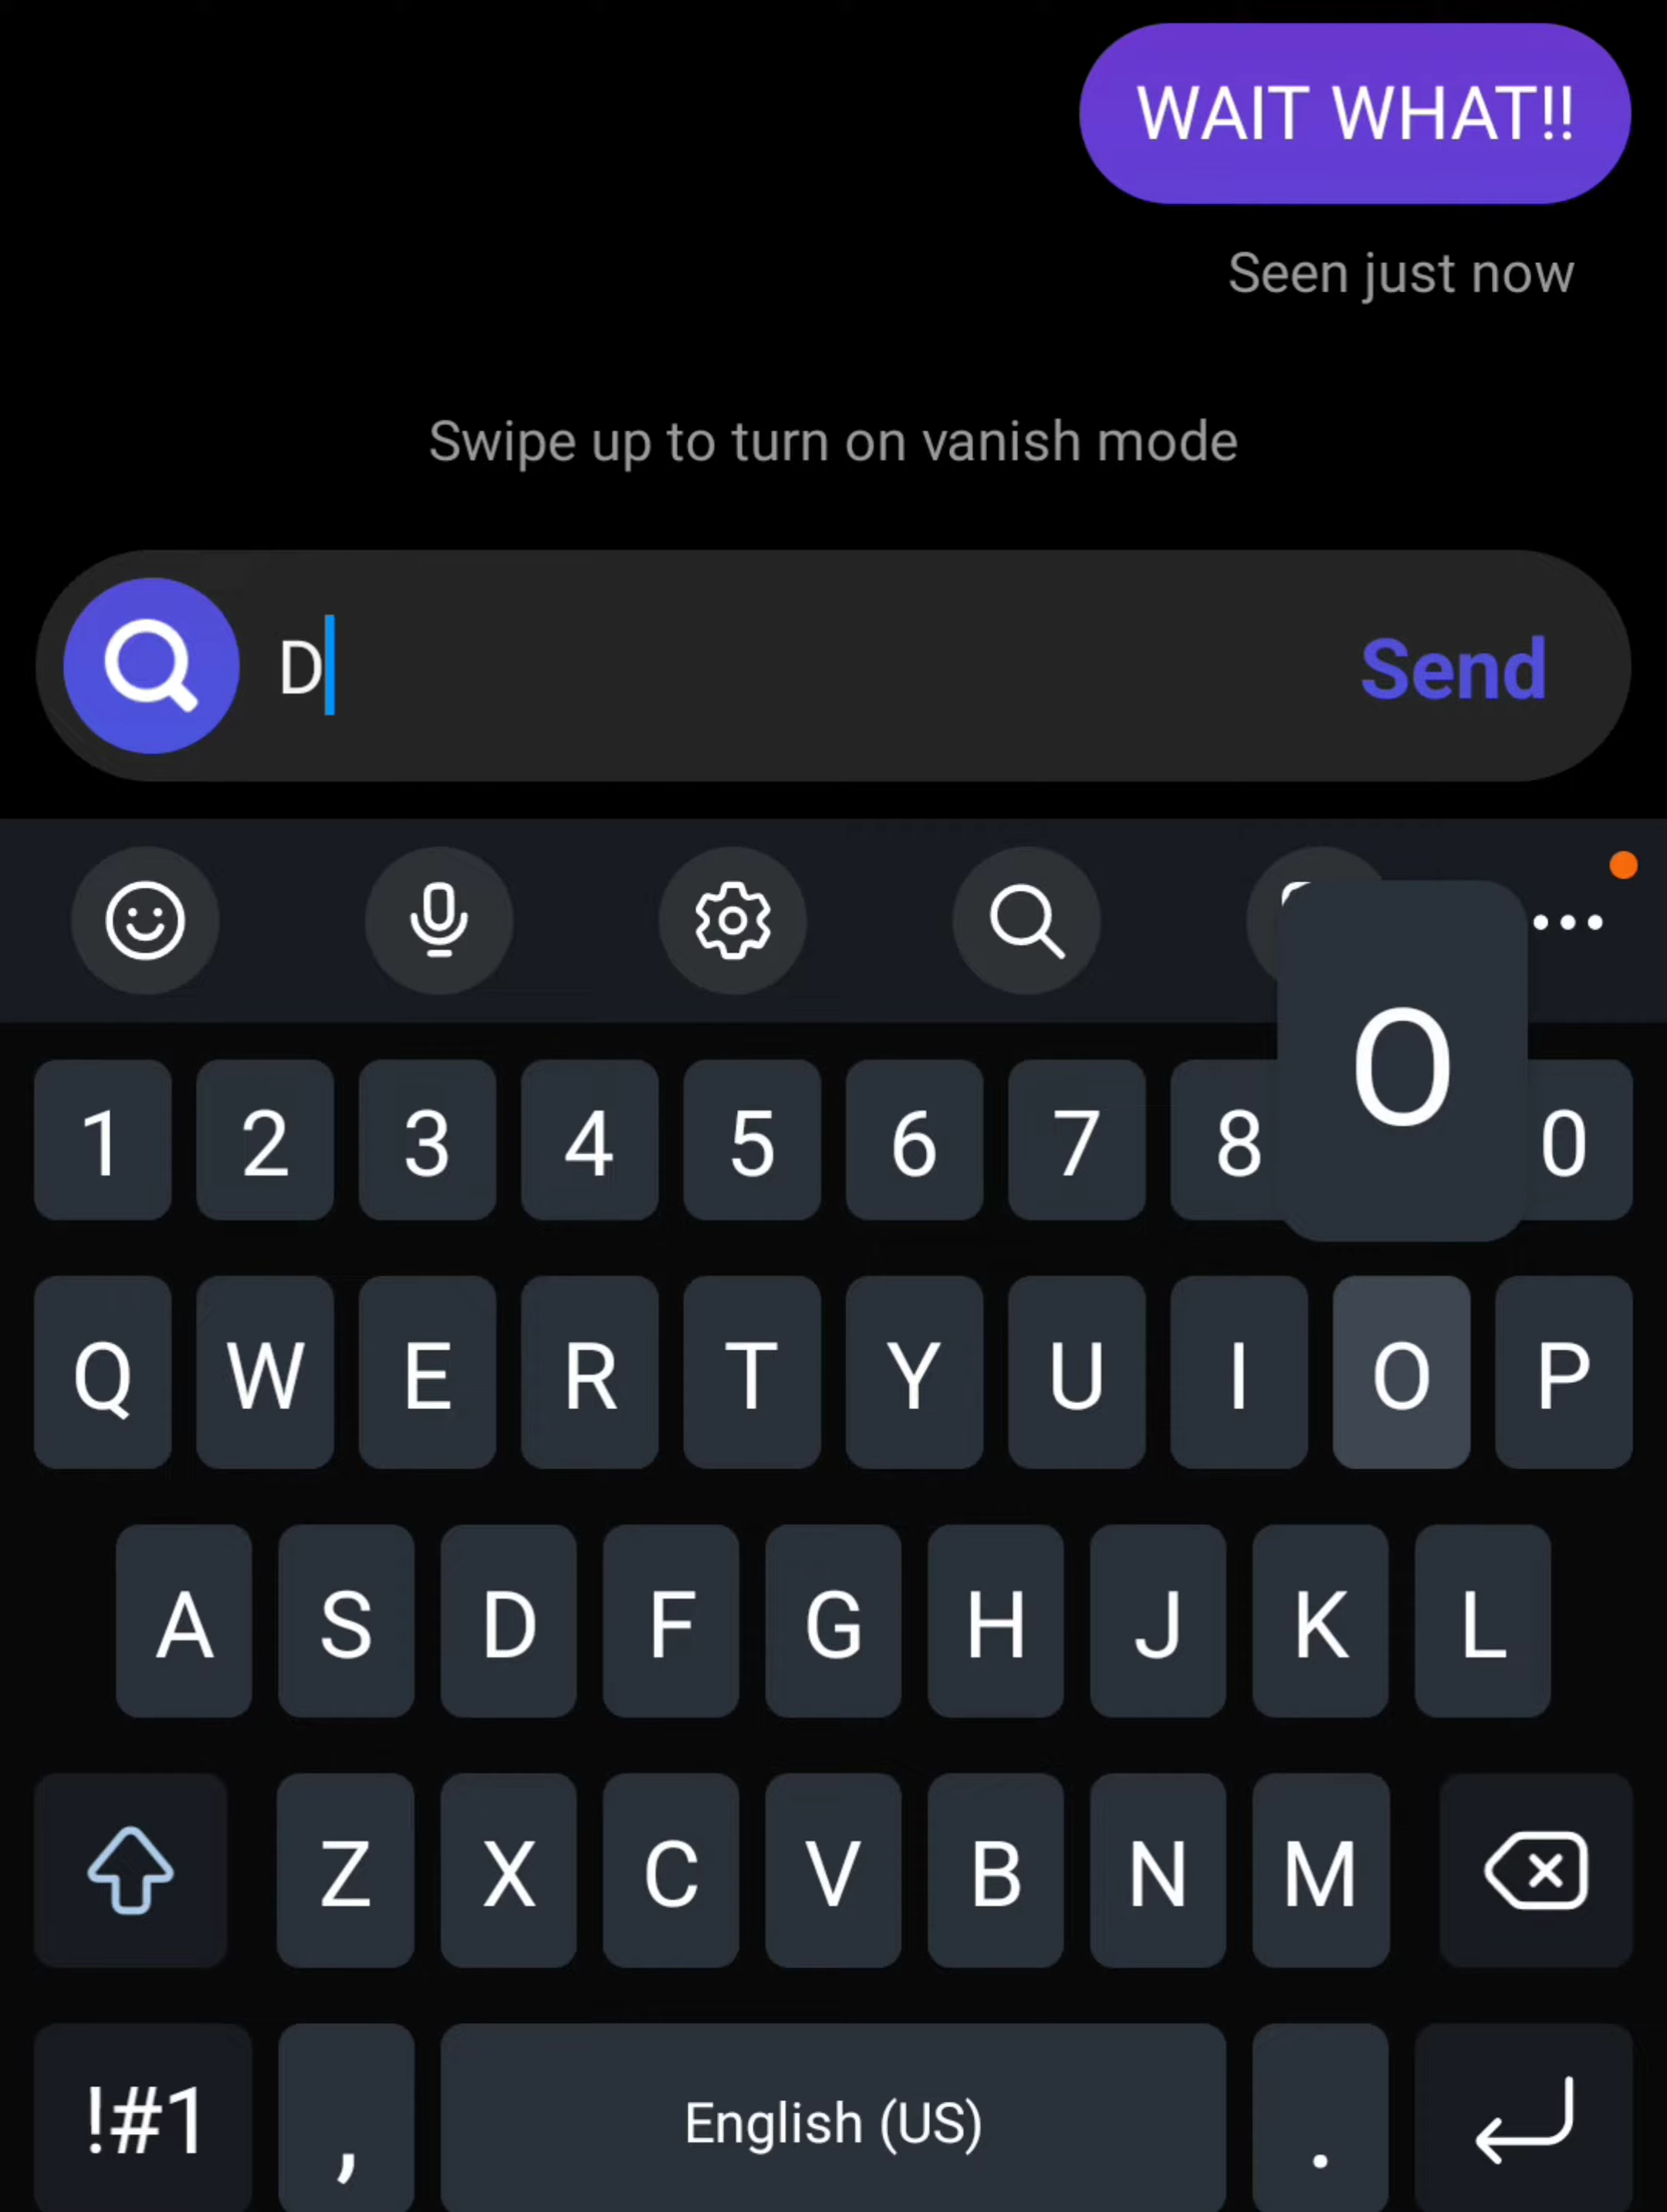 WAIT WHAT!!
Seen just now
Swipe up to turn on vanish mode
D
Send
O
1 2 3 4 5 6 7 8 0
Q W E R T Y U I O P
A S D F G H J K L
Z X C V B N M
!#1 , English (US) .